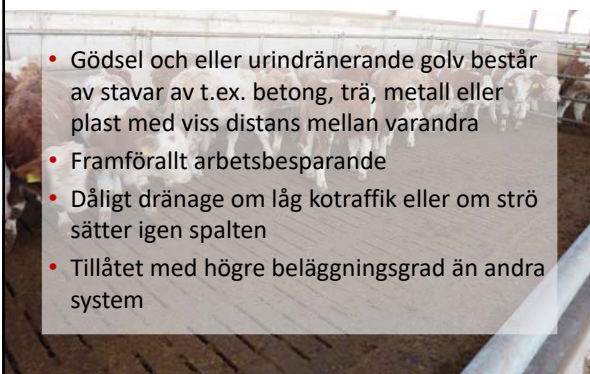 • Gödsel och eller urindränerande golv består
av stavar av t.ex. betong, trä, metall eller
plast med viss distans mellan varandra
• Framförallt arbetsbesparande
• Dåligt dränage om låg kotraffik eller om strö
sätter igen spalten
• Tillåtet med högre beläggningsgrad än andra
system